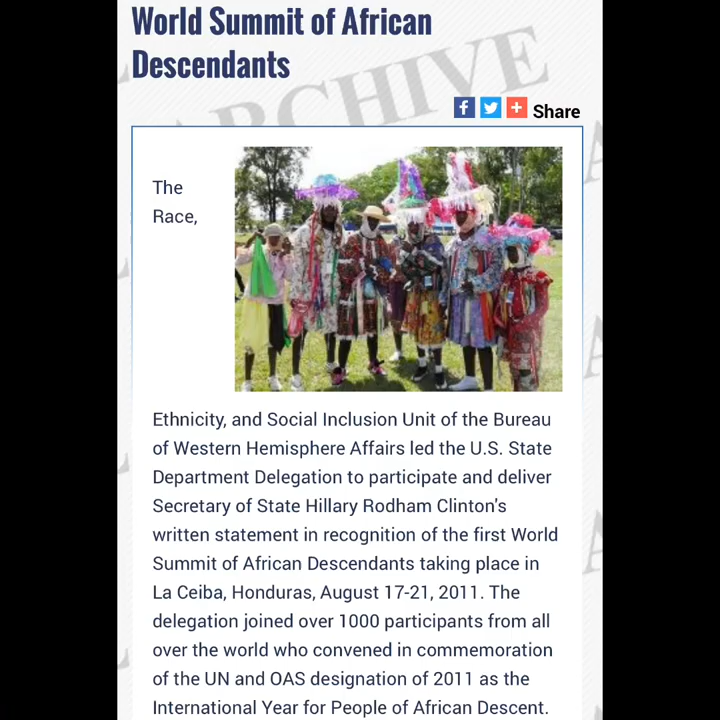 World Summit of African
Descendants
ARCHIVE
f + Share
The
Race,
Ethnicity, and Social Inclusion Unit of the Bureau
of Western Hemisphere Affairs led the U.S. State
Department Delegation to participate and deliver
Secretary of State Hillary Rodham Clinton's
written statement in recognition of the first World
Summit of African Descendants taking place in
La Ceiba, Honduras, August 17-21, 2011. The
delegation joined over 1000 participants from all
over the world who convened in commemoration
of the UN and OAS designation of 2011 as the
International Year for People of African Descent.